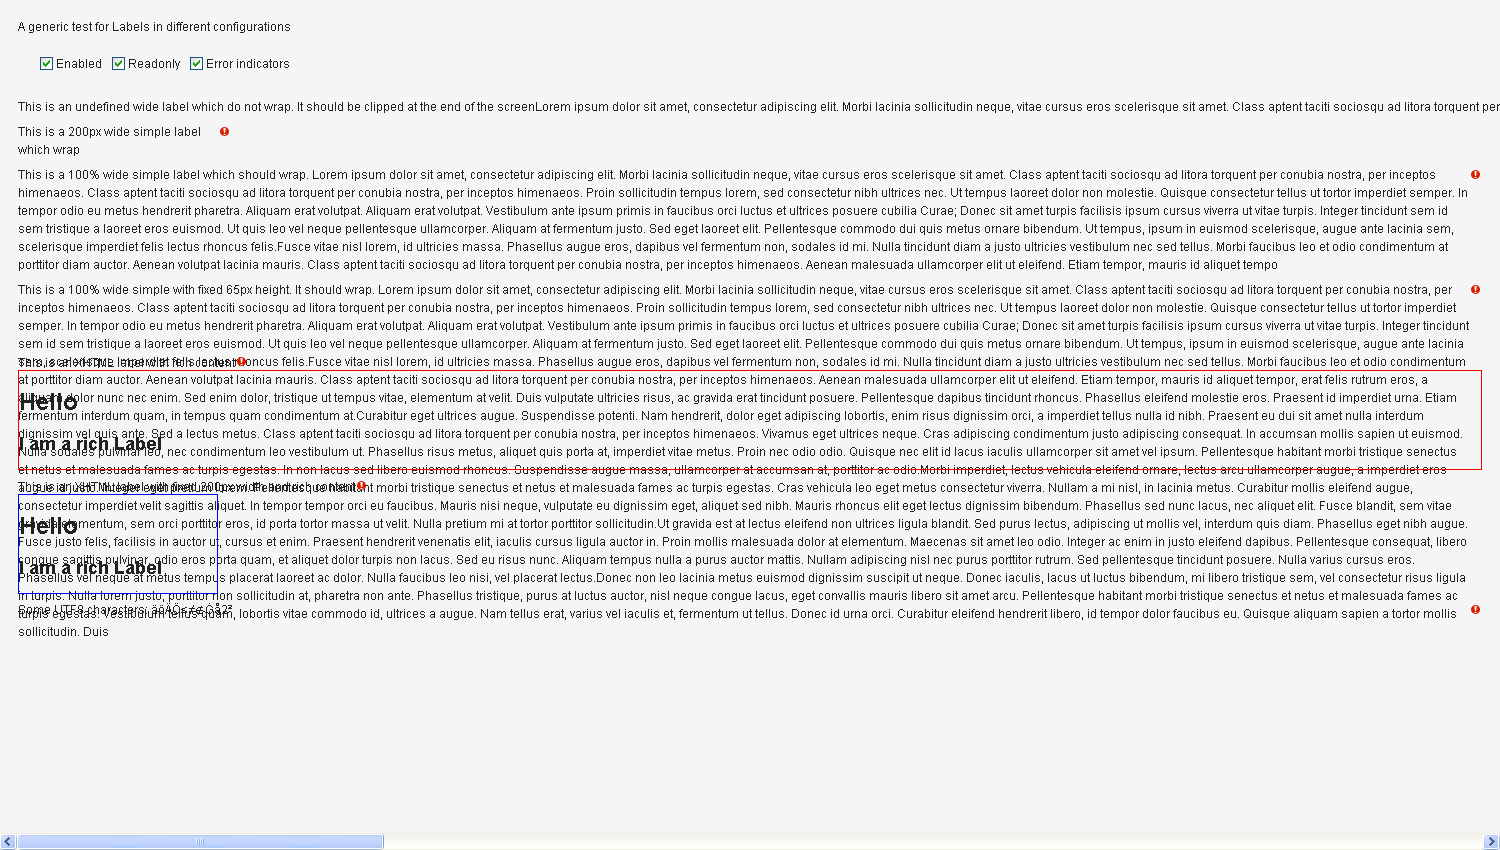 A generic test for Labels in different configurations
Enabled Readonly Error indicators
This is an undefined wide label which do not wrap. It should be clipped at the end of the screenLorem ipsum dolor sit amet, consectetur adipiscing elit. Morbi lacinia sollicitudin neque, vitae cursus eros scelerisque sit amet. Class aptent taciti sociosqu ad litora torquent per
This is a 200px wide simple label
which wrap
This is a 100% wide simple label which should wrap. Lorem ipsum dolor sit amet, consectetur adipiscing elit. Morbi lacinia sollicitudin neque, vitae cursus eros scelerisque sit amet. Class aptent taciti sociosqu ad litora torquent per conubia nostra, per inceptos
himenaeos. Class aptent taciti sociosqu ad litora torquent per conubia nostra, per inceptos himenaeos. Proin sollicitudin tempus lorem, sed consectetur nibh ultrices nec. Ut tempus laoreet dolor non molestie. Quisque consectetur tellus ut tortor imperdiet semper. In
tempor odio eu metus hendrerit pharetra. Aliquam erat volutpat. Aliquam erat volutpat. Vestibulum ante ipsum primis in faucibus orci luctus et ultrices posuere cubilia Curae; Donec sit amet turpis facilisis ipsum cursus viverra ut vitae turpis. Integer tincidunt sem id
sem tristique a laoreet eros euismod. Ut quis leo vel neque pellentesque ullamcorper. Aliquam at fermentum justo. Sed eget laoreet elit. Pellentesque commodo dui quis metus ornare bibendum. Ut tempus, ipsum in euismod scelerisque, augue ante lacinia sem,
scelerisque imperdiet felis lectus rhoncus felis.Fusce vitae nisl lorem, id ultricies massa. Phasellus augue eros, dapibus vel fermentum non, sodales id mi. Nulla tincidunt diam a justo ultricies vestibulum nec sed tellus. Morbi faucibus leo et odio condimentum at
porttitor diam auctor. Aenean volutpat lacinia mauris. Class aptent taciti sociosqu ad litora torquent per conubia nostra, per inceptos himenaeos. Aenean malesuada ullamcorper elit ut eleifend. Etiam tempor, mauris id aliquet tempo
This is a 100% wide simple with fixed 65px height. It should wrap. Lorem ipsum dolor sit amet, consectetur adipiscing elit. Morbi lacinia sollicitudin neque, vitae cursus eros scelerisque sit amet. Class aptent taciti sociosqu ad litora torquent per conubia nostra, per
inceptos himenaeos. Class aptent taciti sociosqu ad litora torquent per conubia nostra, per inceptos himenaeos. Proin sollicitudin tempus lorem, sed consectetur nibh ultrices nec. Ut tempus laoreet dolor non molestie. Quisque consectetur tellus ut tortor imperdiet
semper. In tempor odio eu metus hendrerit pharetra. Aliquam erat volutpat. Aliquam erat volutpat. Vestibulum ante ipsum primis in faucibus orci luctus et ultrices posuere cubilia Curae; Donec sit amet turpis facilisis ipsum cursus viverra ut vitae turpis. Integer tincidunt
sem id sem tristique a laoreet eros euismod. Ut quis leo vel neque pellentesque ullamcorper. Aliquam at fermentum justo. Sed eget laoreet elit. Pellentesque commodo dui quis metus ornare bibendum. Ut tempus, ipsum in euismod scelerisque, augue ante lacinia
sem, scelerisque imperdiet felis lectus rhoncus felis.Fusce vitae nisl lorem, id ultricies massa. Phasellus augue eros, dapibus vel fermentum non, sodales id mi. Nulla tincidunt diam a justo ultricies vestibulum nec sed tellus. Morbi faucibus leo et odio condimentum
This is an XHTML label with rich content
at porttitor diam auctor. Aenean volutpat lacinia mauris. Class aptent taciti sociosqu ad litora torquent per conubia nostra, per inceptos himenaeos. Aenean malesuada ullamcorper elit ut eleifend. Etiam tempor, mauris id aliquet tempor, erat felis rutrum eros, a
aliquam dolor nunc nec enim. Sed enim dolor, tristique ut tempus vitae, elementum at velit. Duis vulputate ultricies risus, ac gravida erat tincidunt posuere. Pellentesque dapibus tincidunt rhoncus. Phasellus eleifend molestie eros. Praesent id imperdiet urna. Etiam
Hello
fermentum interdum quam, in tempus quam condimentum at.Curabitur eget ultrices augue. Suspendisse potenti. Nam hendrerit, dolor eget adipiscing lobortis, enim risus dignissim orci, a imperdiet tellus nulla id nibh. Praesent eu dui sit amet nulla interdum
dignissim vel quis ante. Sed a lectus metus. Class aptent taciti sociosqu ad litora torquent per conubia nostra, per inceptos himenaeos. Vivamus eget ultrices neque. Cras adipiscing condimentum justo adipiscing consequat. In accumsan mollis sapien ut euismod.
I am a rich Label
Nulla sodales pulvinar leo, nec condimentum leo vestibulum ut. Phasellus risus metus, aliquet quis porta at, imperdiet vitae metus. Proin nec odio odio. Quisque nec elit id lacus iaculis ullamcorper sit amet vel ipsum. Pellentesque habitant morbi tristique senectus
et netus et malesuada fames ac turpis egestas. In non lacus sed libero euismod rhoncus. Suspendisse augue massa, ullamcorper at accumsan at, porttitor ac odio.Morbi imperdiet, lectus vehicula eleifend ornare, lectus arcu ullamcorper augue, a imperdiet eros
This is an XHTML label with fixed 200px width and rich content
augue id justo. Integer eget pretium lorem. Pellentesque habitant morbi tristique senectus et netus et malesuada fames ac turpis egestas. Cras vehicula leo eget metus consectetur viverra. Nullam a mi nisl, in lacinia metus. Curabitur mollis eleifend augue,
consectetur imperdiet velit sagittis aliquet. In tempor tempor orci eu faucibus. Mauris nisi neque, vulputate eu dignissim eget, aliquet sed nibh. Mauris rhoncus elit eget lectus dignissim bibendum. Phasellus sed nunc lacus, nec aliquet elit. Fusce blandit, sem vitae
Hello
gravida elementum, sem orci porttitor eros, id porta tortor massa ut velit. Nulla pretium mi at tortor porttitor sollicitudin.Ut gravida est at lectus eleifend non ultrices ligula blandit. Sed purus lectus, adipiscing ut mollis vel, interdum quis diam. Phasellus eget nibh augue.
Fusce justo felis, facilisis in auctor ut, cursus et enim. Praesent hendrerit venenatis elit, iaculis cursus ligula auctor in. Proin mollis malesuada dolor at elementum. Maecenas sit amet leo odio. Integer ac enim in justo eleifend dapibus. Pellentesque consequat, libero
congue sagittis pulvinar, odio eros porta quam, et aliquet dolor turpis non lacus. Sed eu risus nunc. Aliquam tempus nulla a purus auctor mattis. Nullam adipiscing nisl nec purus porttitor rutrum. Sed pellentesque tincidunt posuere. Nulla varius cursus eros.
I am a rich Label
Phasellus vel neque at metus tempus placerat laoreet ac dolor. Nulla faucibus leo nisi, vel placerat lectus.Donec non leo lacinia metus euismod dignissim suscipit ut neque. Donec iaculis, lacus ut luctus bibendum, mi libero tristique sem, vel consectetur risus ligula
in turpis. Nulla lorem justo, porttitor non sollicitudin at, pharetra non ante. Phasellus tristique, purus at luctus auctor, nisl neque congue lacus, eget convallis mauris libero sit amet arcu. Pellentesque habitant morbi tristique senectus et netus et malesuada fames ac
Some UTF8 characters:
turpis egestas. Vestibulum tellus quam, lobortis vitae commodo id, ultrices a augue. Nam tellus erat, varius vel iaculis et, fermentum ut tellus. Donec id urna orci. Curabitur eleifend hendrerit libero, id tempor dolor faucibus eu. Quisque aliquam sapien a tortor mollis
sollicitudin. Duis